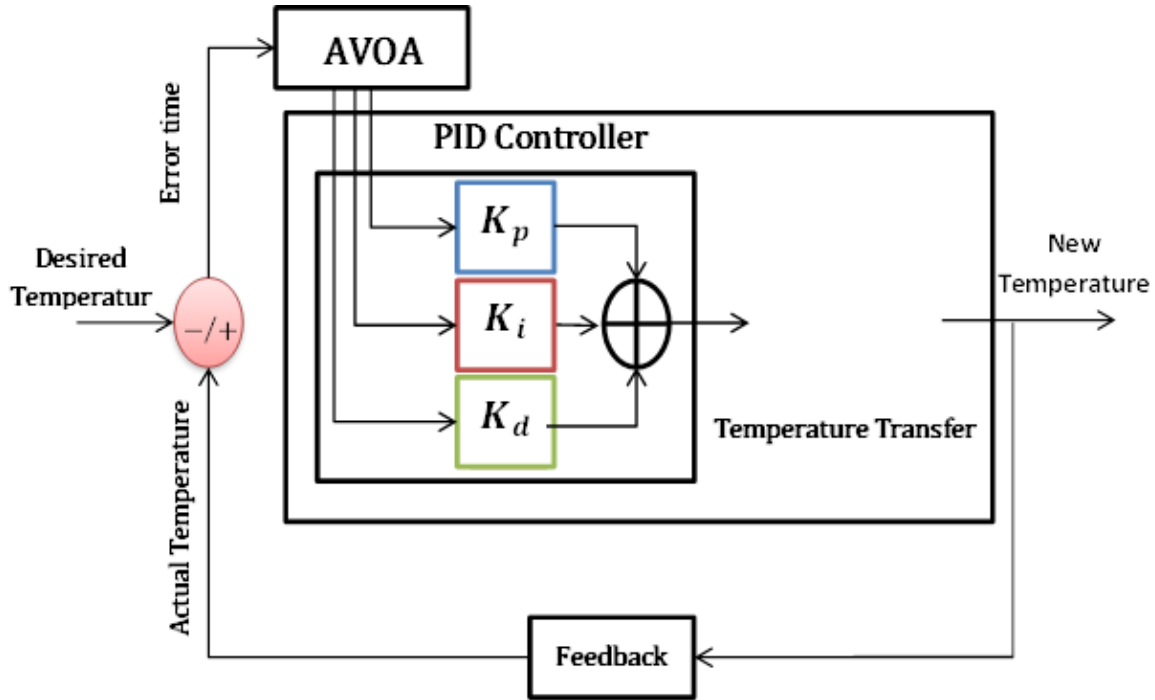 AVOA
Error time
PID Controller
K_p
Desired
Temperatur
−/+
K_i
New
Temperature
K_d
Temperature Transfer
Actual Temperature
Feedback